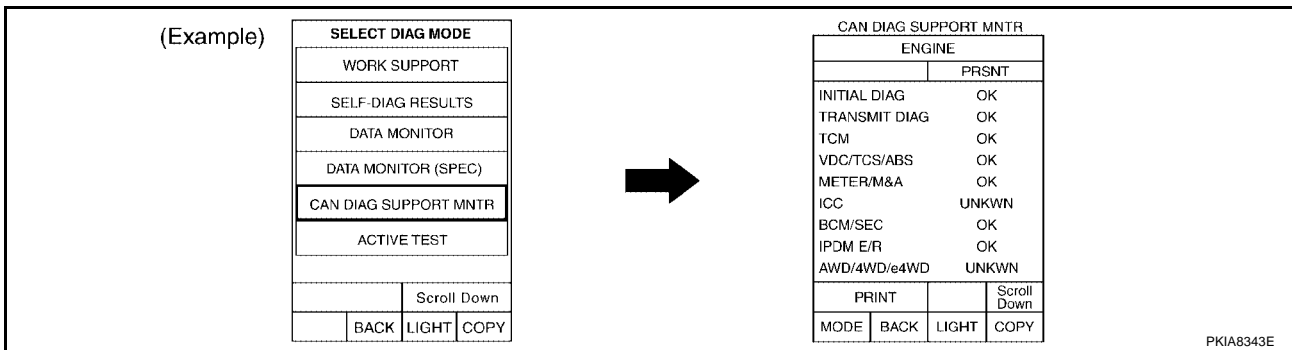 (Example)
SELECT DIAG MODE
WORK SUPPORT
SELF-DIAG RESULTS
DATA MONITOR
DATA MONITOR (SPEC)
CAN DIAG SUPPORT MNTR
ACTIVE TEST
Scroll Down
BACK LIGHT COPY
CAN DIAG SUPPORT MNTR
ENGINE
PRSNT
INITIAL DIAG OK
TRANSMIT DIAG OK
TCM OK
VDC/TCS/ABS OK
METER/M&A OK
ICC UNKWN
BCM/SEC OK
IPDM E/R OK
AWD/4WD/e4WD UNKWN
PRINT Scroll Down
MODE BACK LIGHT COPY
PKIA8343E